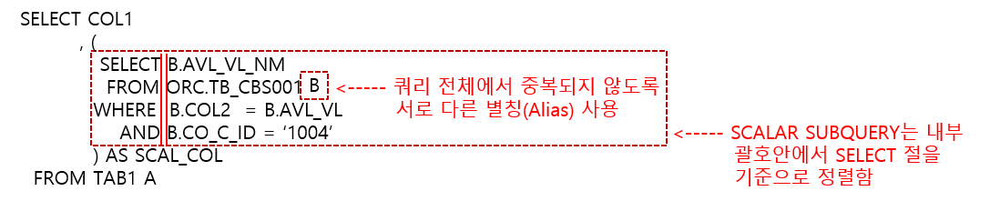 SELECT COL1
, (
SELECT B.AVL_VL_NM
FROM ORC.TB_CBS001 B <----- 쿼리 전체에서 중복되지 않도록
WHERE B.COL2 = B.AVL_VL 서로 다른 별칭(Alias) 사용
AND B.CO_C_ID = ‘1004’ <----- SCALAR SUBQUERY는 내부
) AS SCAL_COL 괄호안에서 SELECT 절을
FROM TAB1 A 기준으로 정렬함